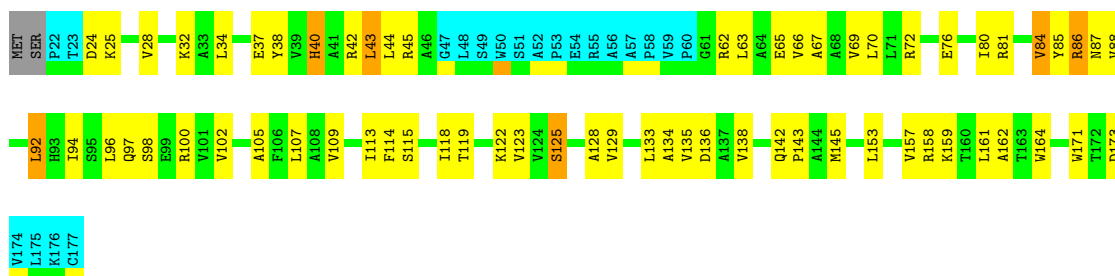 MET SER P22 T23 D24 K25 V28 K32 A33 L34 E37 Y38 V39 H40 A41 R42 L43 L44 R45 A46 G47 L48 S49 W50 S51 A52 P53 E54 R55 A56 A57 P58 V59 P60 G61 R62 L63 A64 E65 V66 A67 A68 V69 L70 L71 R72 E76 I80 R81 V84 Y85 R86 N87
L92 H93 I94 S95 L96 Q97 S98 E99 R100 V101 V102 A105 F106 L107 A108 V109 I113 F114 S115 I118 T119 K122 V123 V124 S125 A128 V129 L133 A134 V135 D136 A137 V138 Q142 P143 A144 M145 L153 V157 R158 K159 T160 L161 A162 T163 W164 W171 T172
V174 L175 K176 C177